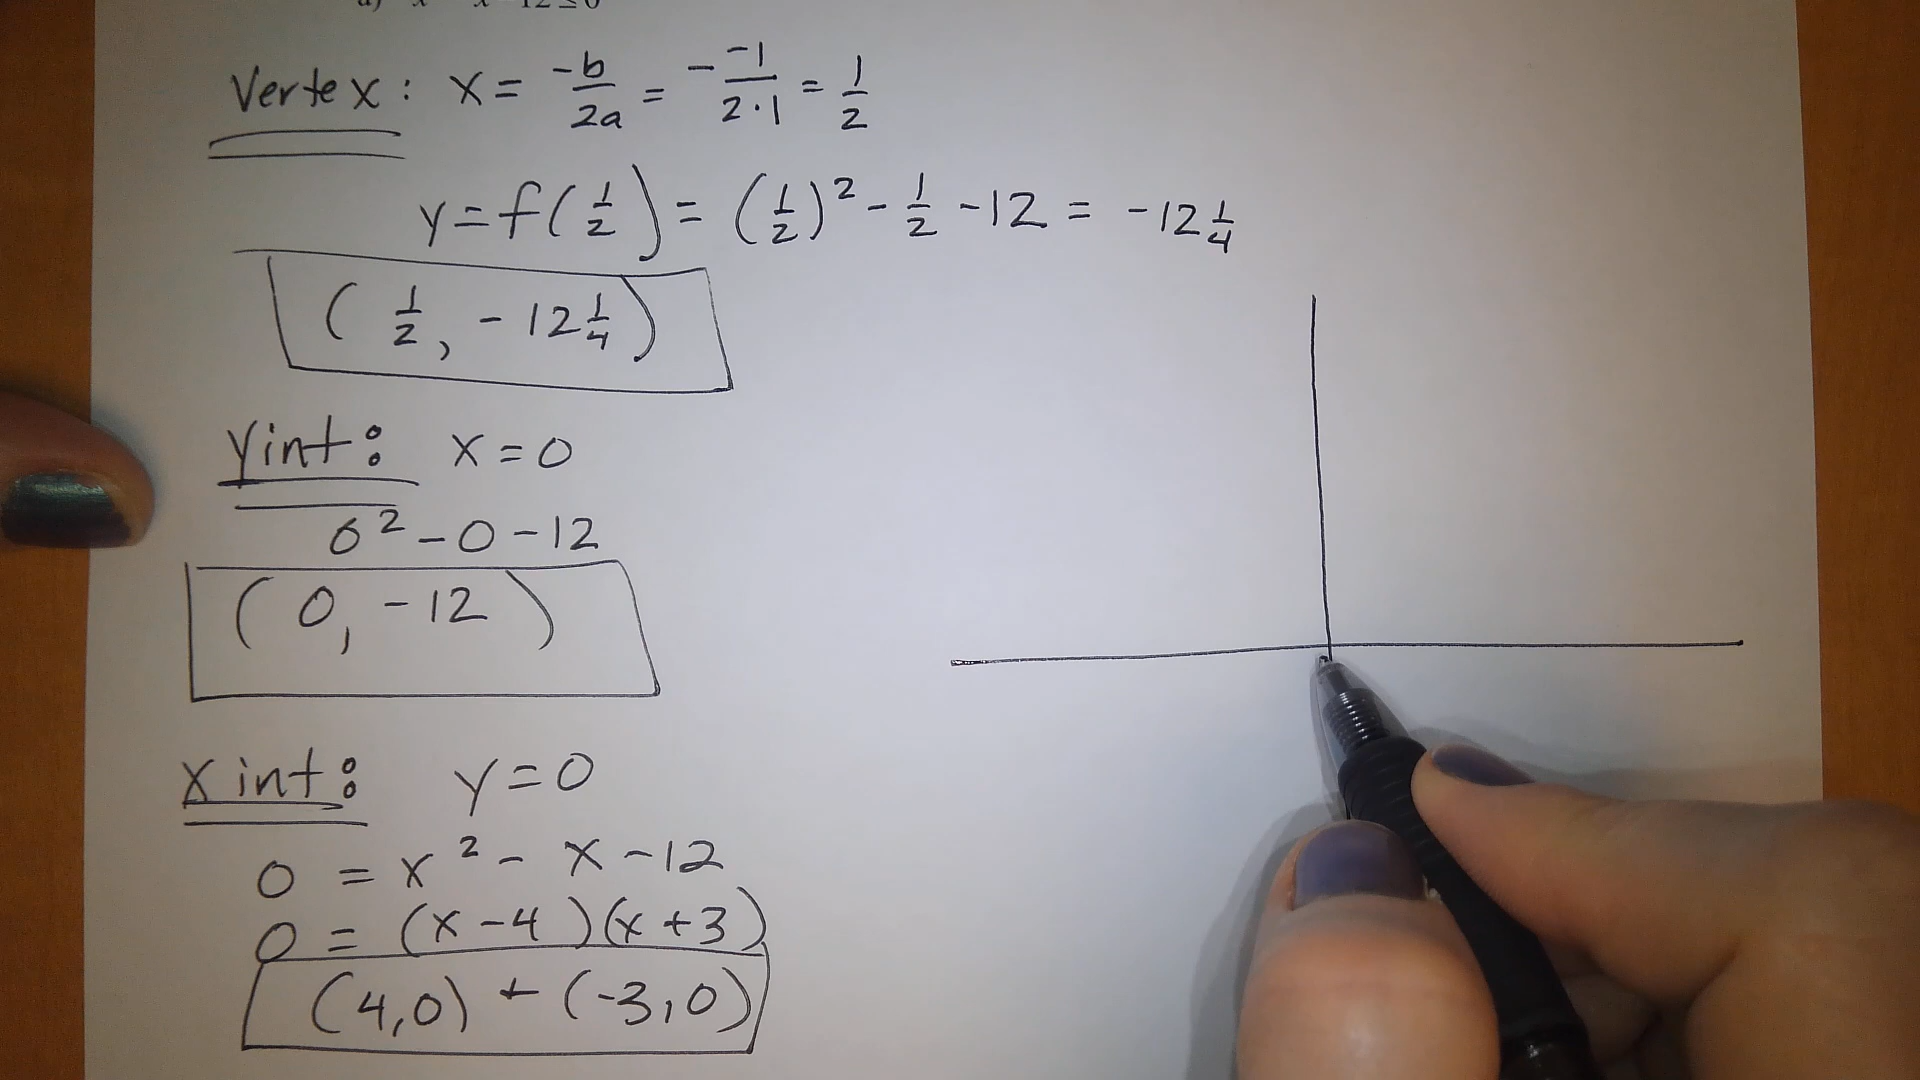 Vertex: x = -b/2a = - -1/2·1 = 1/2
y = f(1/2) = (1/2)² - 1/2 - 12 = -12 1/4
(1/2, -12 1/4)
Yint: x = 0
0² - 0 - 12
(0, -12)
X int: y = 0
0 = x² - x - 12
0 = (x - 4)(x + 3)
(4,0) + (-3,0)